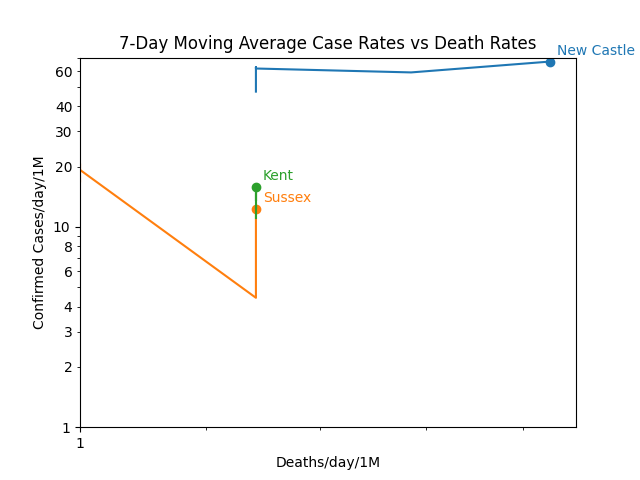 7-Day Moving Average Case Rates vs Death Rates
New Castle
60
40
30
20
10
8
6
4
3
2
1
Kent
Sussex
Confirmed Cases/day/1M
1
Deaths/day/1M